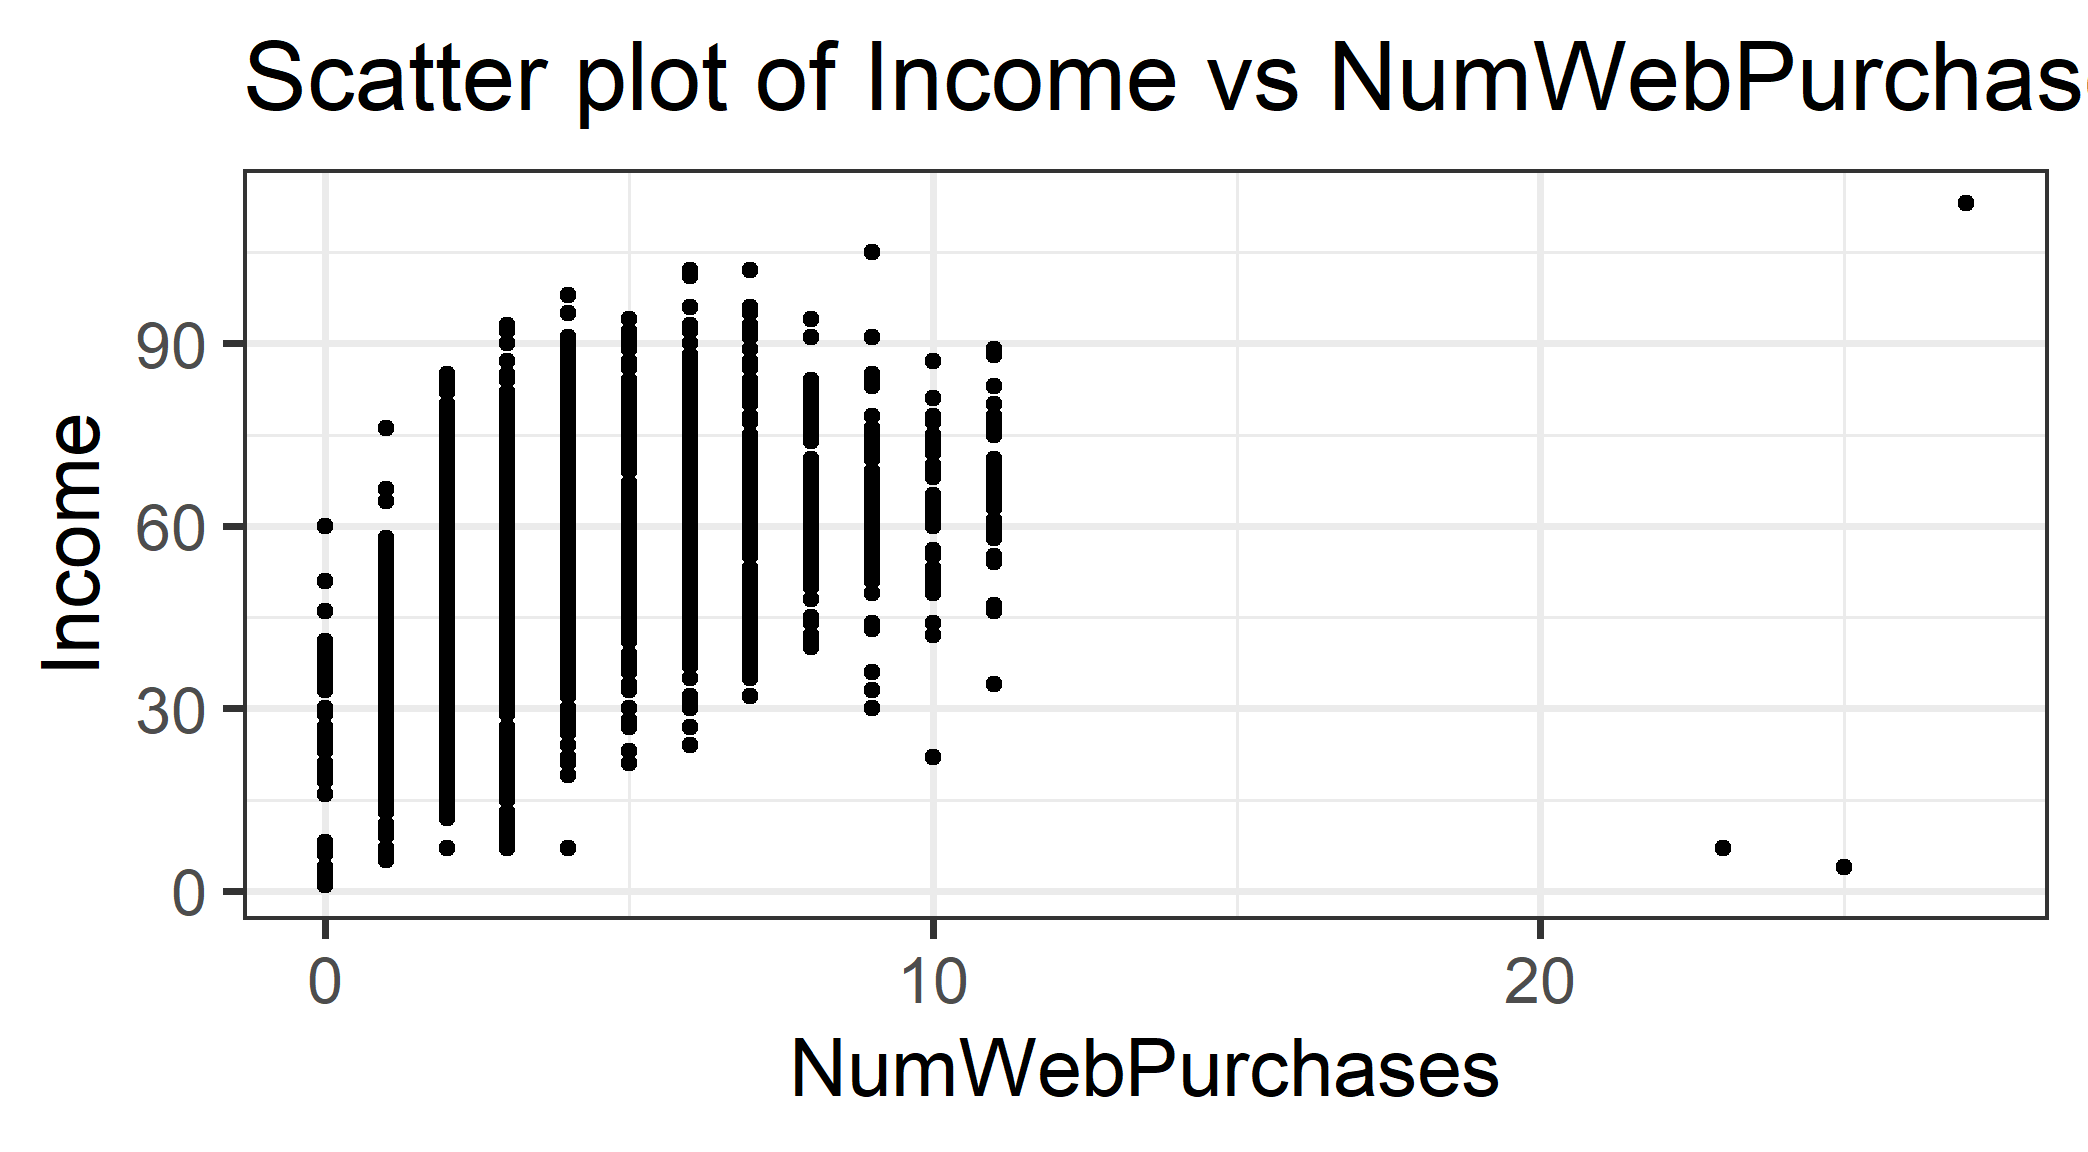 Scatter plot of Income vs NumWebPurchas
Income
90
60
30
0
0 10 20
NumWebPurchases